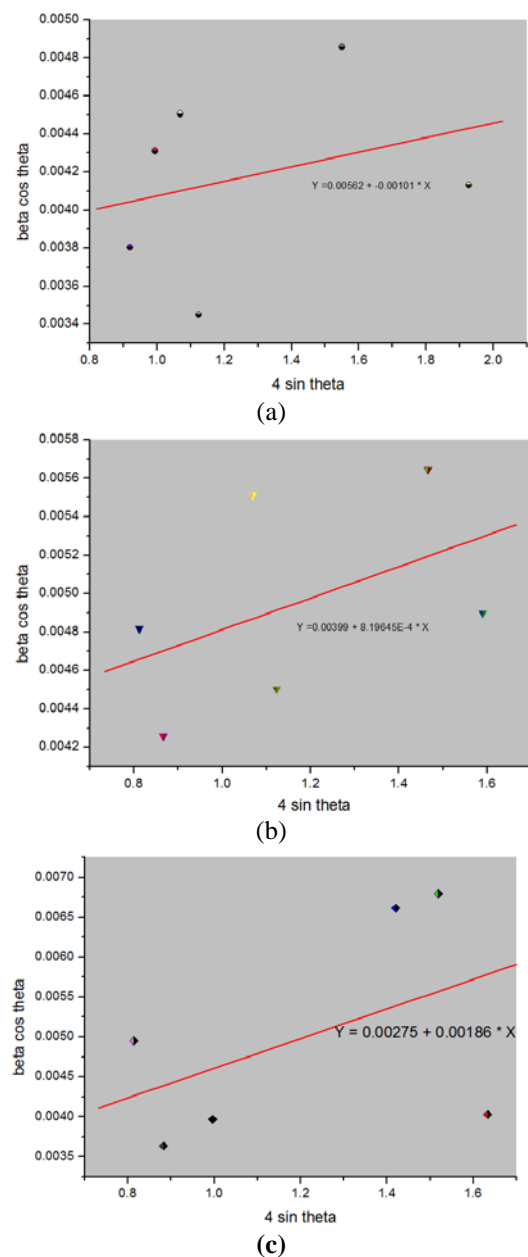 0.0050
0.0048
0.0046
0.0044
0.0042
0.0040
0.0038
0.0036
0.0034
beta cos theta
Y =0.00562 + -0.00101 * X
0.8 1.0 1.2 1.4 1.6 1.8 2.0
4 sin theta
(a)
0.0058
0.0056
0.0054
0.0052
0.0050
0.0048
0.0046
0.0044
0.0042
beta cos theta
Y =0.00399 + 8.19645E-4 * X
0.8 1.0 1.2 1.4 1.6
4 sin theta
(b)
0.0070
0.0065
0.0060
0.0055
0.0050
0.0045
0.0040
0.0035
beta cos theta
Y = 0.00275 + 0.00186 * X
0.8 1.0 1.2 1.4 1.6
4 sin theta
(c)